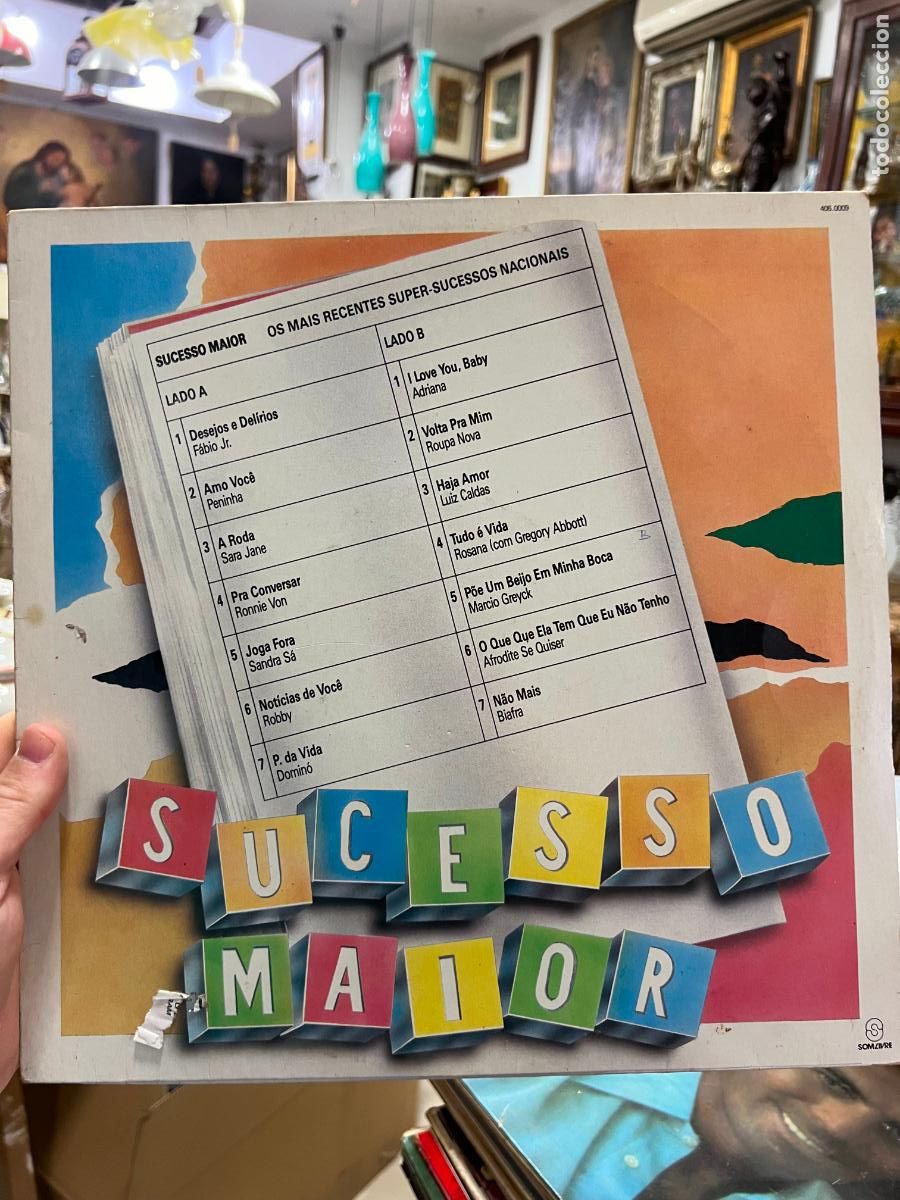 todocoleccion
406.0009
SUCESSO MAIOR OS MAIS RECENTES SUPER-SUCESSOS NACIONAIS
LADO A
1 Desejos e Delírios
Fábio Jr.
2 Amo Você
Peninha
3 A Roda
Sara Jane
4 Pra Conversar
Ronnie Von
5 Joga Fora
Sandra Sá
6 Notícias de Você
Robby
7 P. da Vida
Dominó
LADO B
1 I Love You, Baby
Adriana
2 Volta Pra Mim
Roupa Nova
3 Haja Amor
Luiz Caldas
4 Tudo é Vida
Rosana (com Gregory Abbott)
B
5 Põe Um Beijo Em Minha Boca
Marcio Greyck
6 O Que Que Ela Tem Que Eu Não Tenho
Afrodite Se Quiser
7 Não Mais
Biafra
SUCESSO
MAIOR
SOM LIVRE